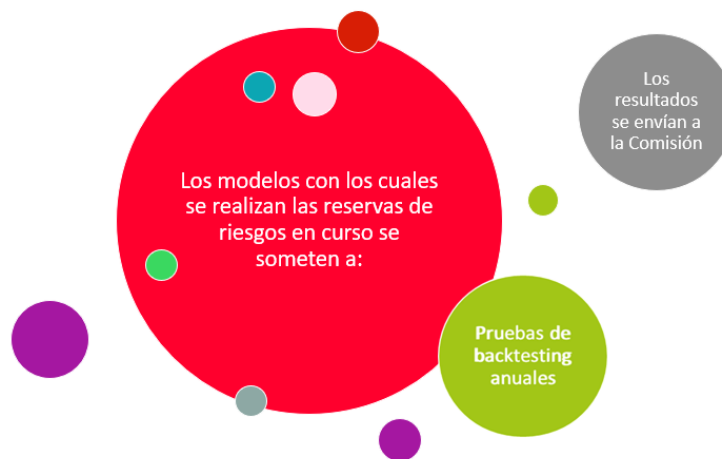 Los modelos con los cuales
se realizan las reservas de
riesgos en curso se
someten a:
Pruebas de
backtesting
anuales
Los
resultados
se envían a
la Comisión